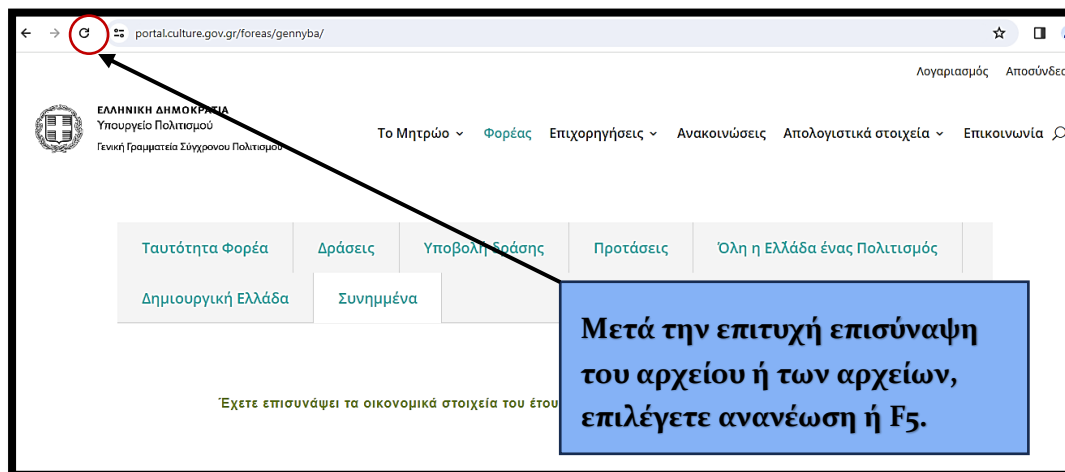 portal.culture.gov.gr/foreas/gennyba/
Λογαριασμός Αποσύνδεσ
ΕΛΛΗΝΙΚΗ ΔΗΜΟΚΡΑΤΙΑ
Υπουργείο Πολιτισμού
Γενική Γραμματεία Σύγχρονου Πολιτισμού
Το Μητρώο Φορέας Επιχορηγήσεις Ανακοινώσεις Απολογιστικά στοιχεία Επικοινωνία
Ταυτότητα Φορέα Δράσεις Υποβολή δράσης Προτάσεις Όλη η Ελλάδα ένας Πολιτισμός
Δημιουργική Ελλάδα Συνημμένα
Έχετε επισυνάψει τα οικονομικά στοιχεία του έτου
Μετά την επιτυχή επισύναψη
του αρχείου ή των αρχείων,
επιλέγετε ανανέωση ή F5.